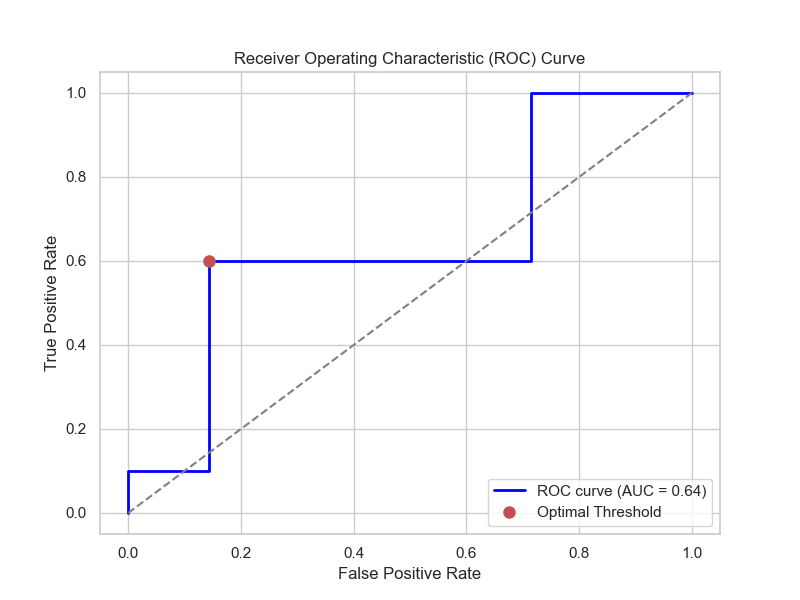 Receiver Operating Characteristic (ROC) Curve
True Positive Rate
1.0
0.8
0.6
0.4
0.2
0.0
ROC curve (AUC = 0.64)
Optimal Threshold
0.0 0.2 0.4 0.6 0.8 1.0
False Positive Rate